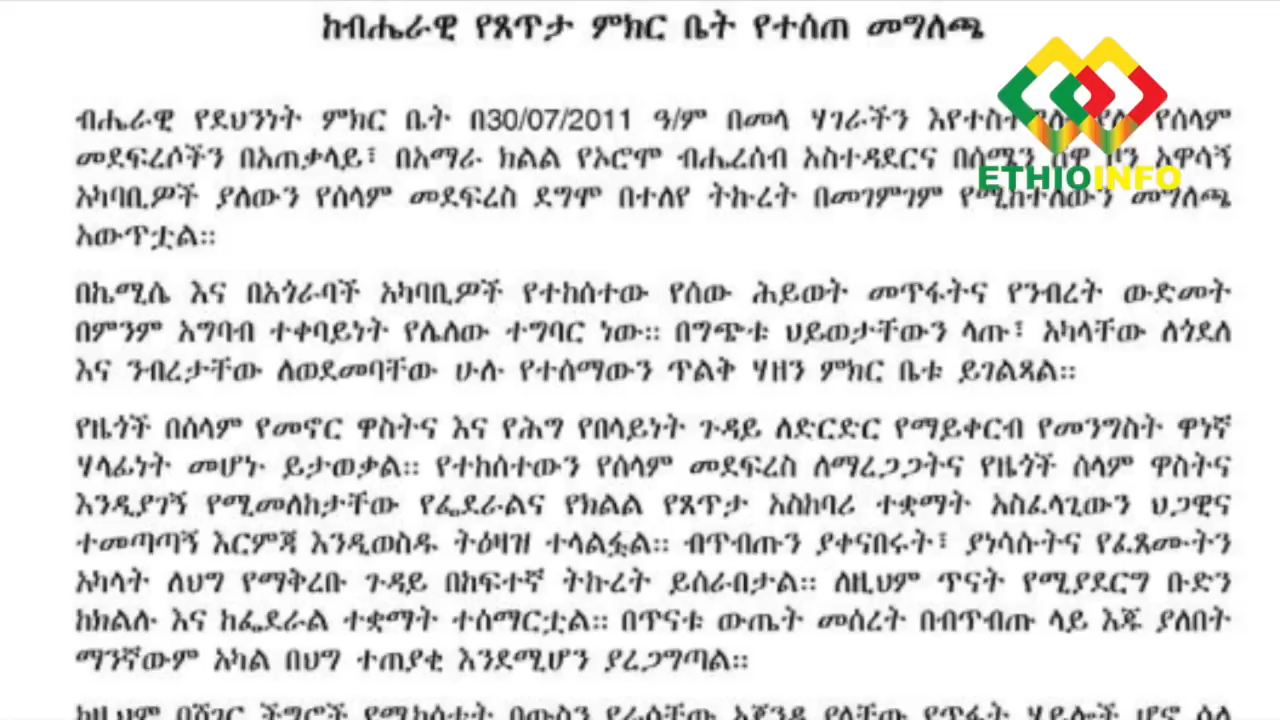 ከብሔራዊ የጸጥታ ምክር ቤት የተሰጠ መግለጫ
ብሔራዊ የደህንነት ምክር ቤት በ30/07/2011 ዓ/ም በመላ ሃገራችን የሰላም
መደፍረሶችን በአጠቃላይ፣ በአማራ ክልል የኦሮሞ ብሔረሰብ አስተዳደርና በሰሜን ሸዋ ዞን አዋሳኝ
አካባቢዎች ያለውን የሰላም መደፍረስ ደግሞ በተለየ ትኩረት በመገምገም የሚከተለውን መግለጫ
አውጥቷል።
በኬሚሴ እና በአጎራባች አካባቢዎች የተከሰተው የሰው ሕይወት መጥፋትና የንብረት ውድመት
በምንም አግባብ ተቀባይነት የሌለው ተግባር ነው። በግጭቱ ህይወታቸውን ላጡ፣ አካላቸው ለጎደለ
እና ንብረታቸው ለወደመባቸው ሁሉ የተሰማውን ጥልቅ ሃዘን ምክር ቤቱ ይገልጻል።
የዜጎች በሰላም የመኖር ዋስትና እና የሕግ የበላይነት ጉዳይ ለድርድር የማይቀርብ የመንግስት ዋነኛ
ሃላፊነት መሆኑ ይታወቃል። የተከሰተውን የሰላም መደፍረስ ለማረጋጋትና የዜጎች ሰላም ዋስትና
እንዲያገኝ የሚመለከታቸው የፌደራልና የክልል የጸጥታ አስከባሪ ተቋማት አስፈላጊውን ህጋዊና
ተመጣጣኝ እርምጃ እንዲወስዱ ትዕዛዝ ተላልፏል። ብጥብጡን ያቀናበሩት፣ ያነሳሱትና የፈጸሙትን
አካላት ለህግ የማቅረቡ ጉዳይ በከፍተኛ ትኩረት ይሰራበታል። ለዚህም ጥናት የሚያደርግ ቡድን
ከክልሉ እና ከፌደራል ተቋማት ተሰማርቷል። በጥናቱ ውጤት መሰረት በብጥብጡ ላይ እጁ ያለበት
ማንኛውም አካል በህግ ተጠያቂ እንደሚሆን ያረጋግጣል።
ETHIOINFO